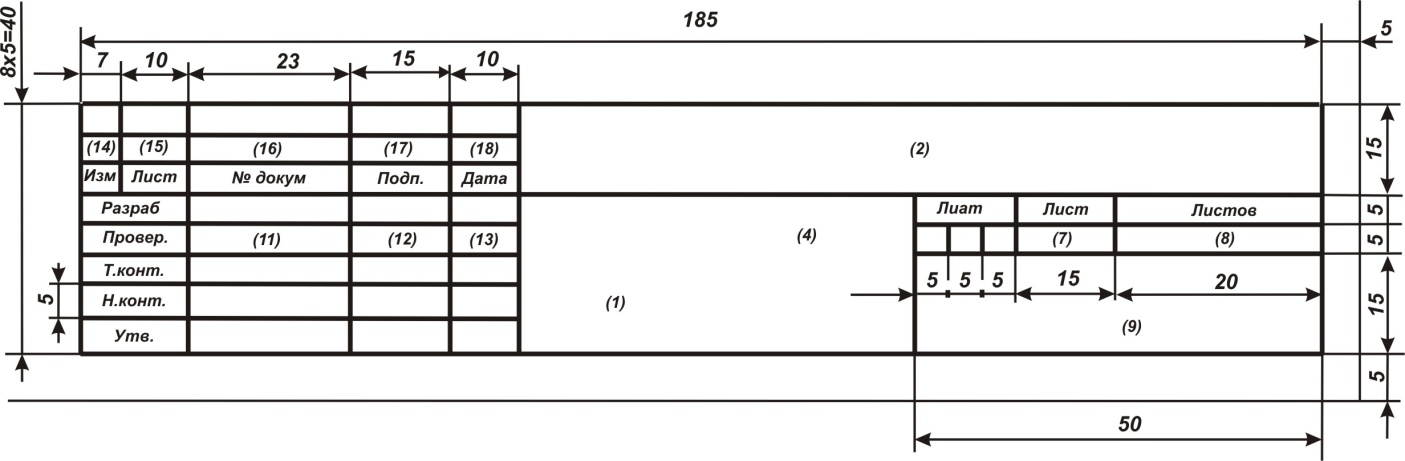 185
5
8x5=40
7 10 23 15 10
(14) (15) (16) (17) (18)
(2)
15
Изм Лист № докум Подп. Дата
Разраб
Лиат Лист Листов
5
Провер. (11) (12) (13)
(4)
(7) (8)
5
Т.конт.
5 5 5 15 20
5
Н.конт.
(1)
15
(9)
Утв.
5
50